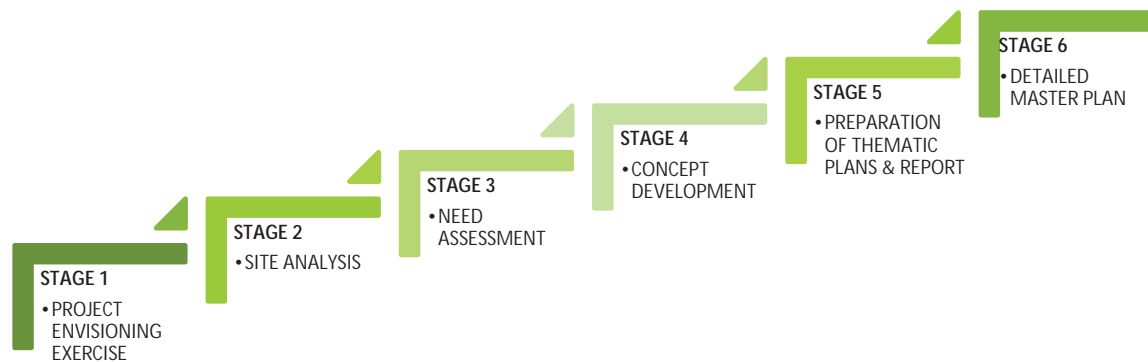 STAGE 1
• PROJECT
ENVISIONING
EXERCISE
STAGE 2
• SITE ANALYSIS
STAGE 3
• NEED
ASSESSMENT
STAGE 4
• CONCEPT
DEVELOPMENT
STAGE 5
• PREPARATION
OF THEMATIC
PLANS & REPORT
STAGE 6
• DETAILED
MASTER PLAN